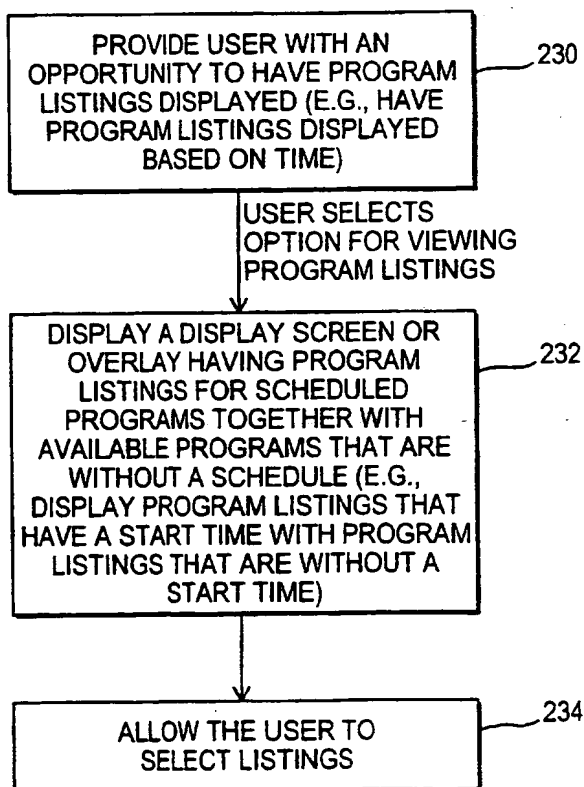 PROVIDE USER WITH AN
OPPORTUNITY TO HAVE PROGRAM
LISTINGS DISPLAYED (E.G., HAVE
PROGRAM LISTINGS DISPLAYED
BASED ON TIME)
230
USER SELECTS
OPTION FOR VIEWING
PROGRAM LISTINGS
DISPLAY A DISPLAY SCREEN OR
OVERLAY HAVING PROGRAM
LISTINGS FOR SCHEDULED
PROGRAMS TOGETHER WITH
AVAILABLE PROGRAMS THAT ARE
WITHOUT A SCHEDULE (E.G.,
DISPLAY PROGRAM LISTINGS THAT
HAVE A START TIME WITH PROGRAM
LISTINGS THAT ARE WITHOUT A
START TIME)
232
ALLOW THE USER TO
SELECT LISTINGS
234